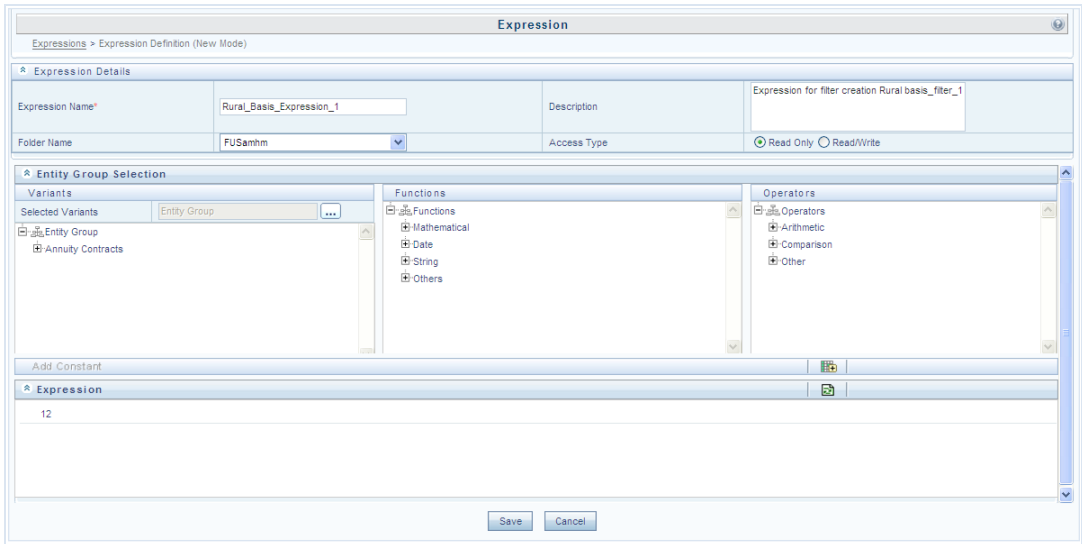 Expression
Expressions > Expression Definition (New Mode)
Expression Details
Expression Name* Rural_Basis_Expression_1 Description Expression for filter creation Rural basis_filter_1
Folder Name FUSamhm Access Type Read Only Read/Write
Entity Group Selection
Variants Functions Operators
Selected Variants Entity Group ... Functions Operators
Entity Group Mathematical Arithmetic
Annuity Contracts Date Comparison
String Other
Others
Add Constant
Expression
12
Save Cancel